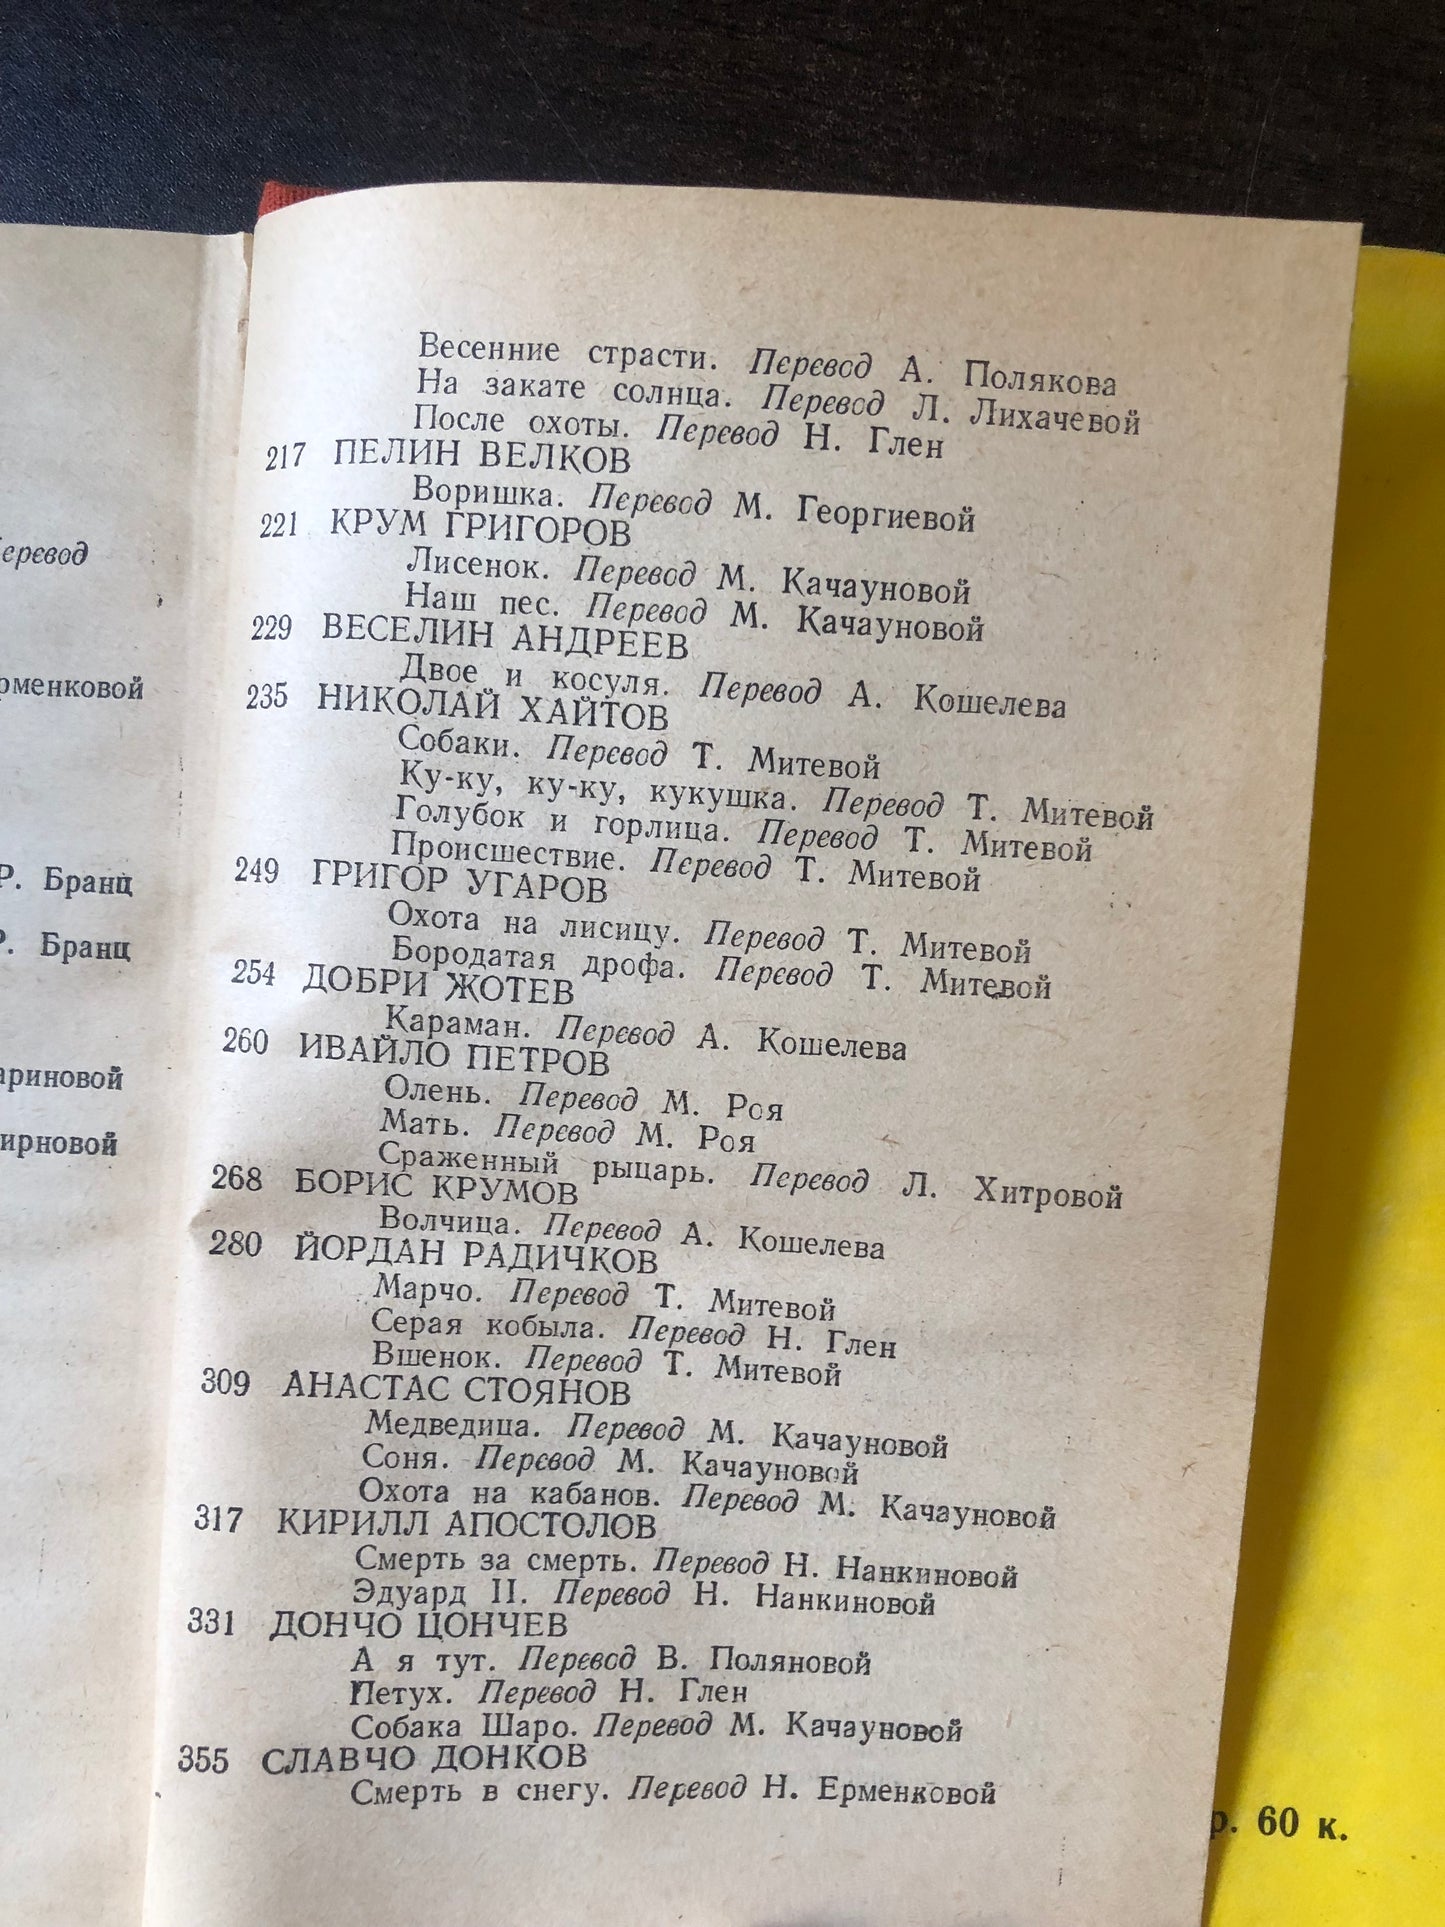 еревод
рменковой
Р. Бранц
Р. Бранц
ариновой
ирновой
Весенние страсти. Перевод А. Полякова
На закате солнца. Перевод Л. Лихачевой
После охоты. Перевод Н. Глен
217 ПЕЛИН ВЕЛКОВ
Воришка. Перевод М. Георгиевой
221 КРУМ ГРИГОРОВ
Лисенок. Перевод М. Качауновой
Наш пес. Перевод М. Качауновой
229 ВЕСЕЛИН АНДРЕЕВ
Двое и косуля. Перевод А. Кошелева
235 НИКОЛАЙ ХАЙТОВ
Собаки. Перевод Т. Митевой
Ку-ку, ку-ку, кукушка. Перевод Т. Митевой
Голубок и горлица. Перевод Т. Митевой
Происшествие. Перевод Т. Митевой
249 ГРИГОР УГАРОВ
Охота на лисицу. Перевод Т. Митевой
Бородатая дрофа. Перевод Т. Митевой
254 ДОБРИ ЖОТЕВ
Караман. Перевод А. Кошелева
260 ИВАЙЛО ПЕТРОВ
Олень. Перевод М. Роя
Мать. Перевод М. Роя
Сраженный рыцарь. Перевод Л. Хитровой
268 БОРИС КРУМОВ
Волчица. Перевод А. Кошелева
280 ЙОРДАН РАДИЧКОВ
Марчо. Перевод Т. Митевой
Серая кобыла. Перевод Н. Глен
Вшенок. Перевод Т. Митевой
309 АНАСТАС СТОЯНОВ
Медведица. Перевод М. Качауновой
Соня. Перевод М. Качауновой
Охота на кабанов. Перевод М. Качауновой
317 КИРИЛЛ АПОСТОЛОВ
Смерть за смерть. Перевод Н. Нанкиновой
Эдуард II. Перевод Н. Нанкиновой
331 ДОНЧО ЦОНЧЕВ
А я тут. Перевод В. Поляновой
Петух. Перевод Н. Глен
Собака Шаро. Перевод М. Качауновой
355 СЛАВЧО ДОНКОВ
Смерть в снегу. Перевод Н. Ерменковой
р. 60 к.